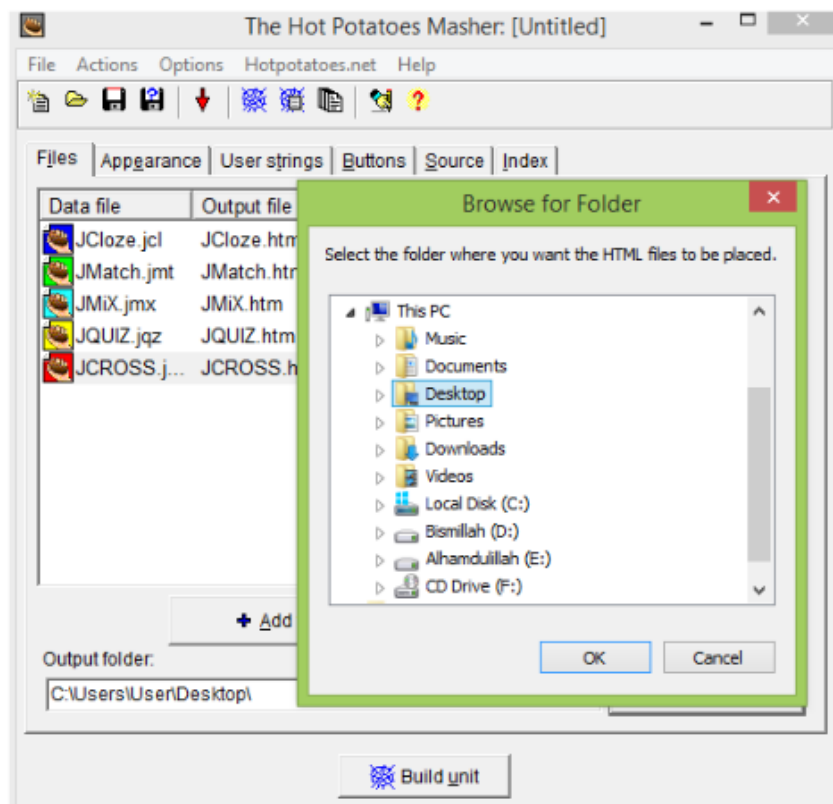 The Hot Potatoes Masher: [Untitled]
File Actions Options Hotpotatoes.net Help
Files Appearance User strings Buttons Source Index
Data file Output file
JCloze.jcl JCloze.htm
JMatch.jmt JMatch.htm
JMiX.jmx JMiX.htm
JQUIZ.jqz JQUIZ.htm
JCROSS.j... JCROSS.h
Add
Output folder:
C:\Users\User\Desktop\
Build unit
Browse for Folder
Select the folder where you want the HTML files to be placed.
This PC
Music
Documents
Desktop
Pictures
Downloads
Videos
Local Disk (C:)
Bismillah (D:)
Alhamdulillah (E:)
CD Drive (F:)
OK Cancel